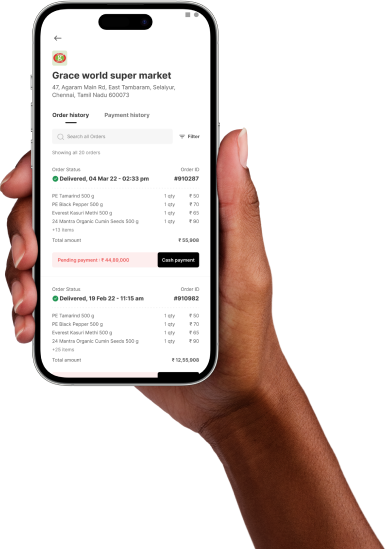 Grace world super market
47, Agaram Main Rd, East Tambaram, Selaiyur,
Chennai, Tamil Nadu 600073
Order history Payment history
Search all Orders Filter
Showing all 20 orders
Order Status Order ID
Delivered, 04 Mar 22 - 02:33 pm #910287
PE Tamarind 500 g 1 qty ₹ 50
PE Black Pepper 500 g 1 qty ₹ 70
Everest Kasuri Methi 500 g 1 qty ₹ 65
24 Mantra Organic Cumin Seeds 500 g 1 qty ₹ 90
+13 items
Total amount ₹ 55,908
Pending payment : ₹ 44,89,000 Cash payment
Order Status Order ID
Delivered, 19 Feb 22 - 11:15 am #910982
PE Tamarind 500 g 1 qty ₹ 50
PE Black Pepper 500 g 1 qty ₹ 70
Everest Kasuri Methi 500 g 1 qty ₹ 65
24 Mantra Organic Cumin Seeds 500 g 1 qty ₹ 90
+25 items
Total amount ₹ 12,55,908